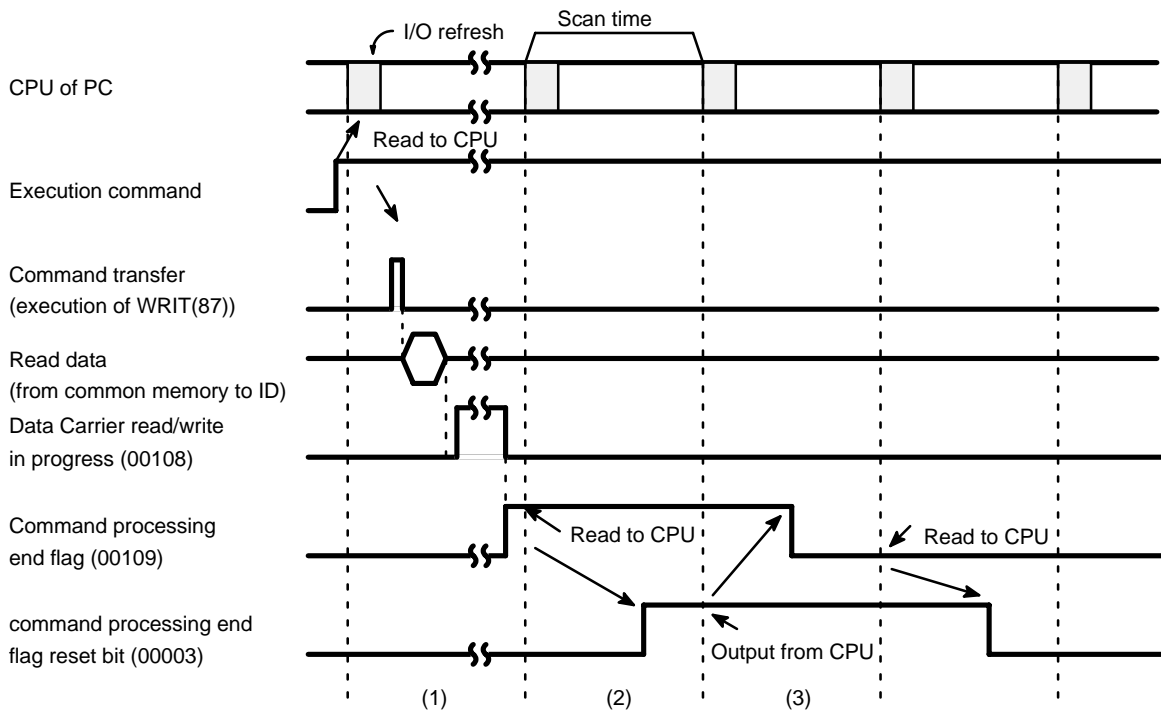 Scan time
I/O refresh
CPU of PC
Read to CPU
Execution command
Command transfer
(execution of WRIT(87))
Read data
(from common memory to ID)
Data Carrier read/write
in progress (00108)
Command processing
end flag (00109)
Read to CPU
Read to CPU
command processing end
flag reset bit (00003)
Output from CPU
(1)
(2)
(3)